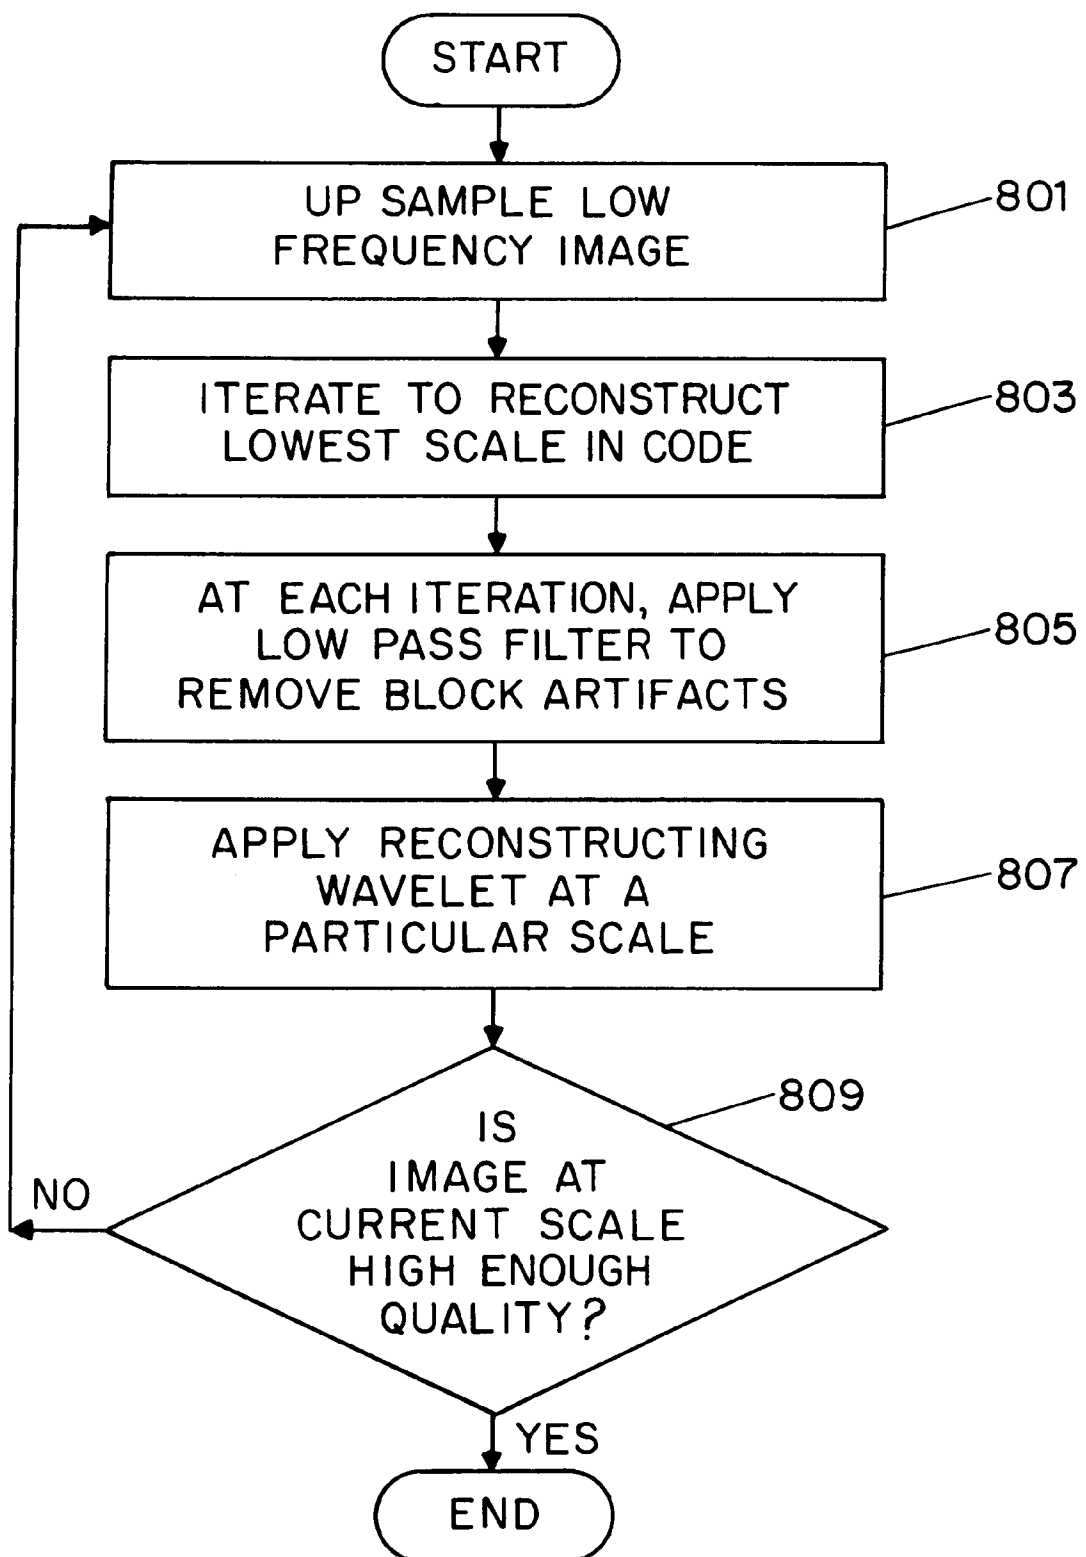 START
UP SAMPLE LOW
FREQUENCY IMAGE
801
ITERATE TO RECONSTRUCT
LOWEST SCALE IN CODE
803
AT EACH ITERATION, APPLY
LOW PASS FILTER TO
REMOVE BLOCK ARTIFACTS
805
APPLY RECONSTRUCTING
WAVELET AT A
PARTICULAR SCALE
807
809
IS
IMAGE AT
CURRENT SCALE
HIGH ENOUGH
QUALITY?
NO
YES
END